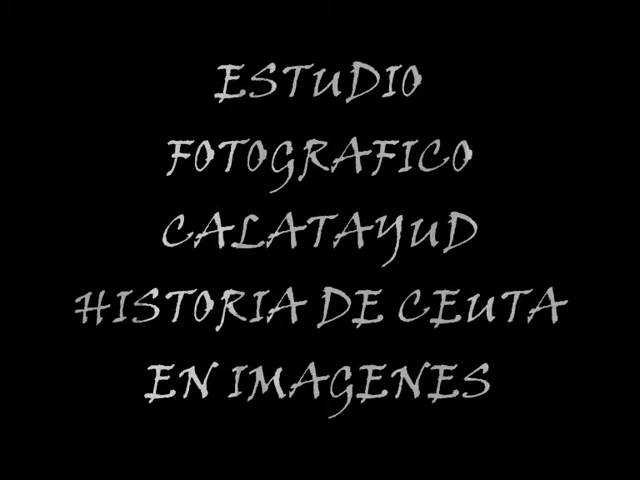 ESTUDIO
FOTOGRAFICO
CALATAYUD
HISTORIA DE CEUTA
EN IMAGENES